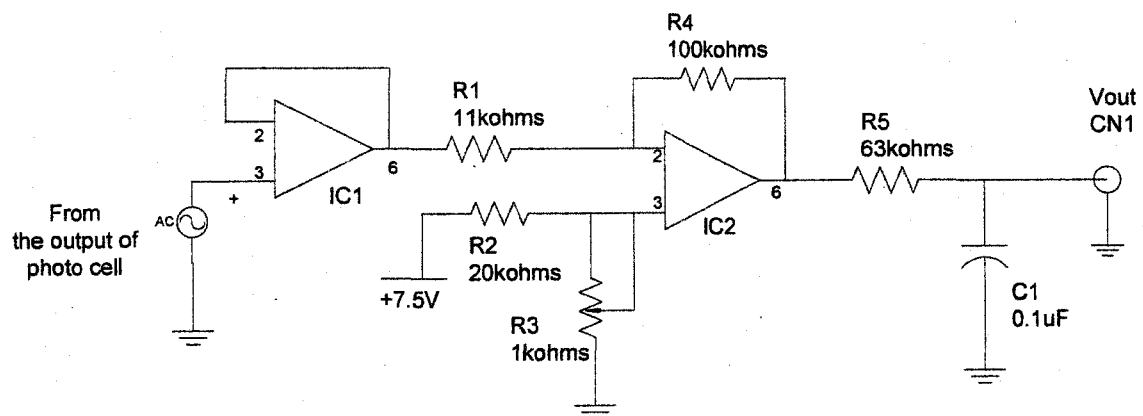 R4
100kohms
R1
11kohms
Vout
CN1
R5
63kohms
2
2
6
6
3
IC1
3
IC2
+
From
the output of
photo cell
AC
R2
20kohms
+7.5V
R3
1kohms
C1
0.1uF